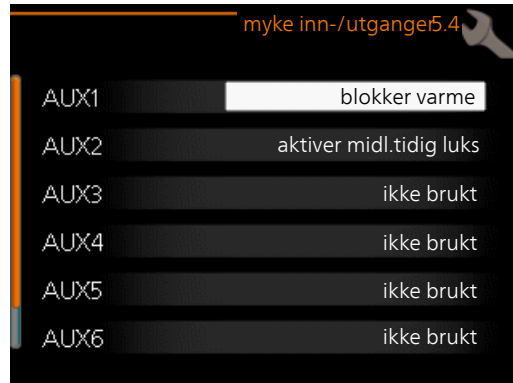 myke inn-/utganger5.4
AUX1 blokker varme
AUX2 aktiver midl.tidig luks
AUX3 ikke brukt
AUX4 ikke brukt
AUX5 ikke brukt
AUX6 ikke brukt